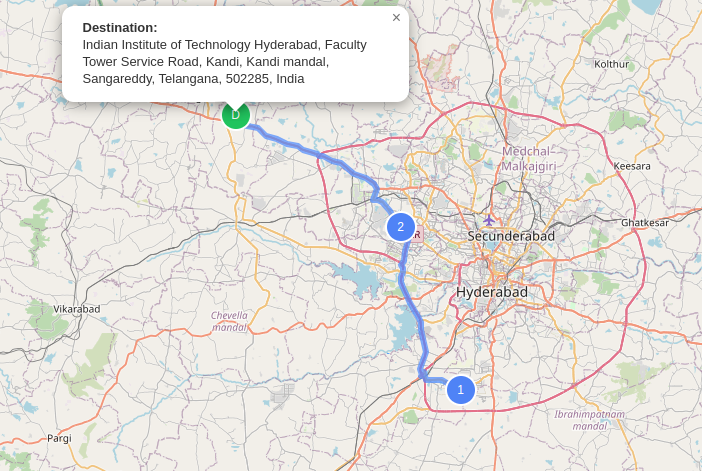 Destination:
×
Indian Institute of Technology Hyderabad, Faculty
Tower Service Road, Kandi, Kandi mandal,
Sangareddy, Telangana, 502285, India
Kolthur
D
Medchal-
Malkajgiri
Keesara
Ghatkesar
2
R
Secunderabad
Hyderabad
Vikarabad
Chevella
mandal
1
Ibrahimpatnam
mandal
Pargi